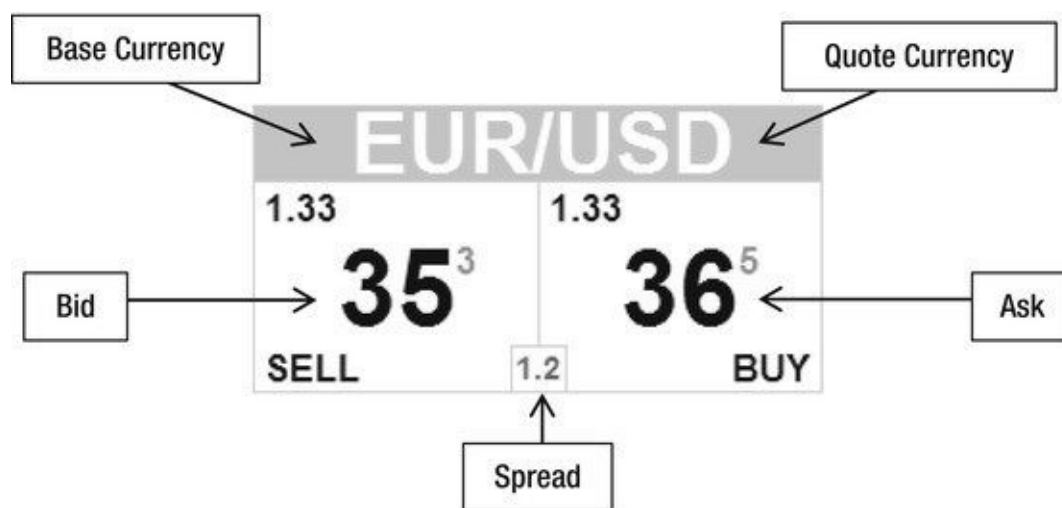 Base Currency
Quote Currency
EUR/USD
1.33
1.33
35 3
36 5
Bid
Ask
SELL
1.2
BUY
Spread